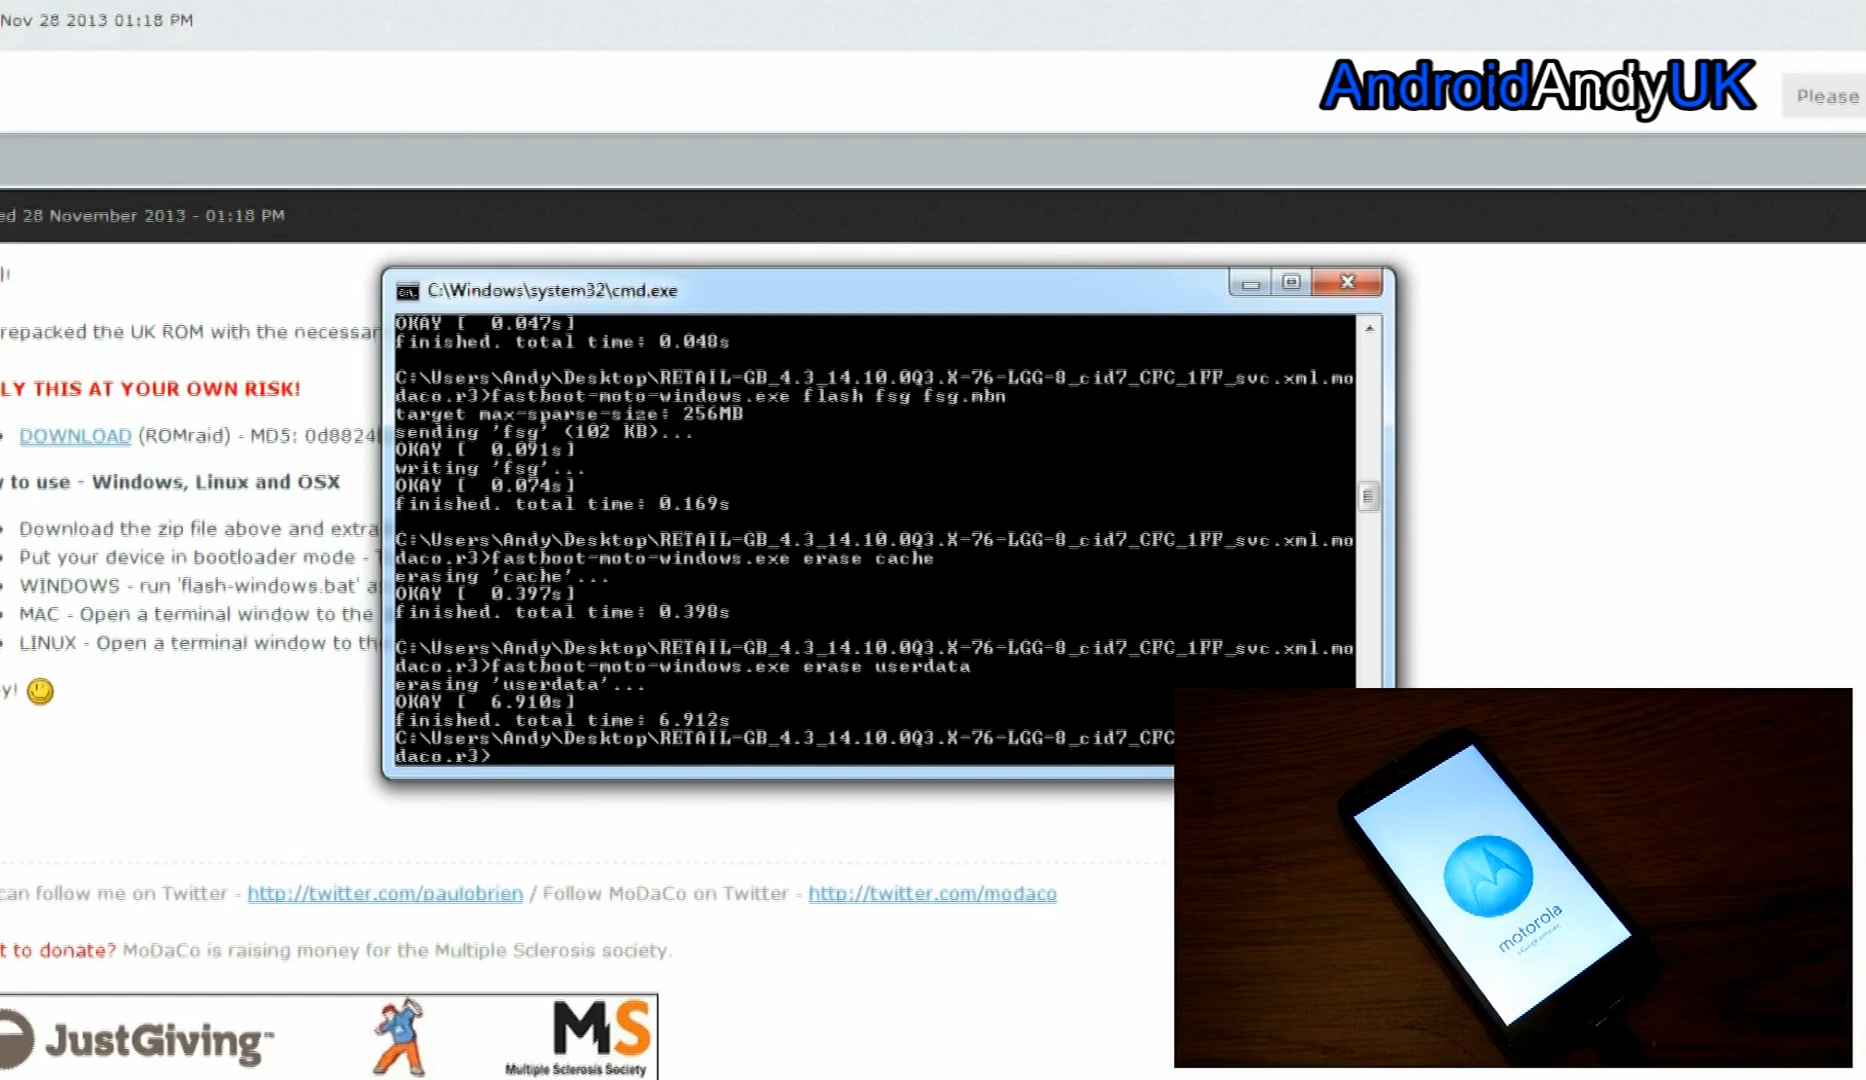 Nov 28 2013 01:18 PM
AndroidAndyUK
Please
ed 28 November 2013 - 01:18 PM
repacked the UK ROM with the necessar
LY THIS AT YOUR OWN RISK!
DOWNLOAD (ROMraid) - MD5: 0d8824
to use - Windows, Linux and OSX
Download the zip file above and extra
Put your device in bootloader mode -
WINDOWS - run 'flash-windows.bat' a
MAC - Open a terminal window to the
LINUX - Open a terminal window to th
y!
C:\Windows\system32\cmd.exe
OKAY [  0.047s]
finished. total time: 0.048s
C:\Users\Andy\Desktop\RETAIL-GB_4.3_14.10.0Q3.X-76-LGG-8_cid7_CFC_1FF_svc.xml.mo
daco.r3>fastboot-moto-windows.exe flash fsg fsg.mbn
target max-sparse-size: 256MB
sending 'fsg' (102 KB)...
OKAY [  0.091s]
writing 'fsg'...
OKAY [  0.074s]
finished. total time: 0.169s
C:\Users\Andy\Desktop\RETAIL-GB_4.3_14.10.0Q3.X-76-LGG-8_cid7_CFC_1FF_svc.xml.mo
daco.r3>fastboot-moto-windows.exe erase cache
erasing 'cache'...
OKAY [  0.397s]
finished. total time: 0.398s
C:\Users\Andy\Desktop\RETAIL-GB_4.3_14.10.0Q3.X-76-LGG-8_cid7_CFC_1FF_svc.xml.mo
daco.r3>fastboot-moto-windows.exe erase userdata
erasing 'userdata'...
OKAY [  6.910s]
finished. total time: 6.912s
C:\Users\Andy\Desktop\RETAIL-GB_4.3_14.10.0Q3.X-76-LGG-8_cid7_CFC
daco.r3>
motorola
can follow me on Twitter - http://twitter.com/paulobrien / Follow MoDaCo on Twitter - http://twitter.com/modaco
t to donate? MoDaCo is raising money for the Multiple Sclerosis society.
JustGiving™
MS
Multiple Sclerosis Society